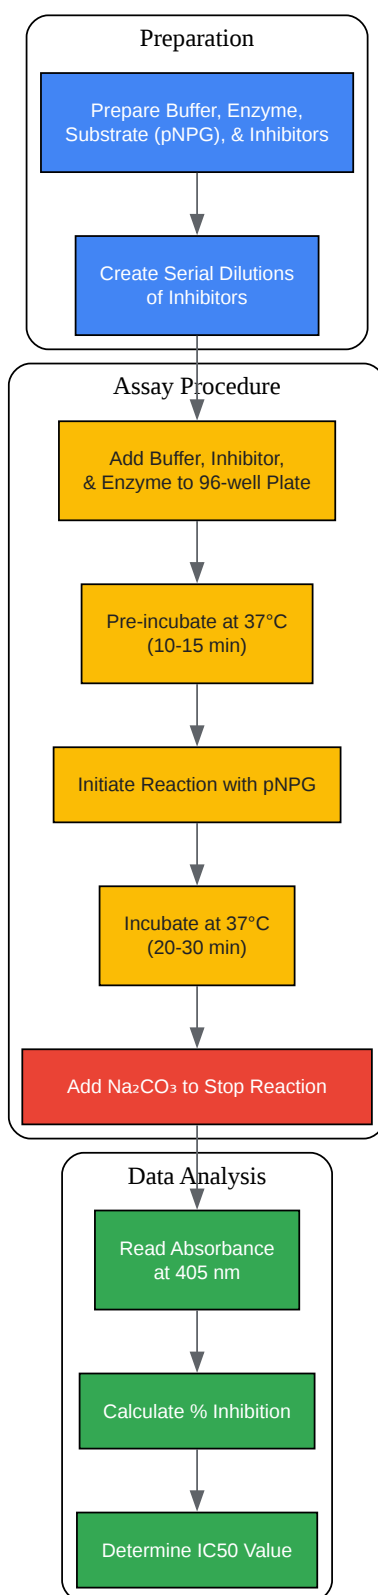 Preparation
Prepare Buffer, Enzyme,
Substrate (pNPG), & Inhibitors
Create Serial Dilutions
of Inhibitors
Assay Procedure
Add Buffer, Inhibitor,
& Enzyme to 96-well Plate
Pre-incubate at 37°C
(10-15 min)
Initiate Reaction with pNPG
Incubate at 37°C
(20-30 min)
Add Na₂CO₃ to Stop Reaction
Data Analysis
Read Absorbance
at 405 nm
Calculate % Inhibition
Determine IC50 Value